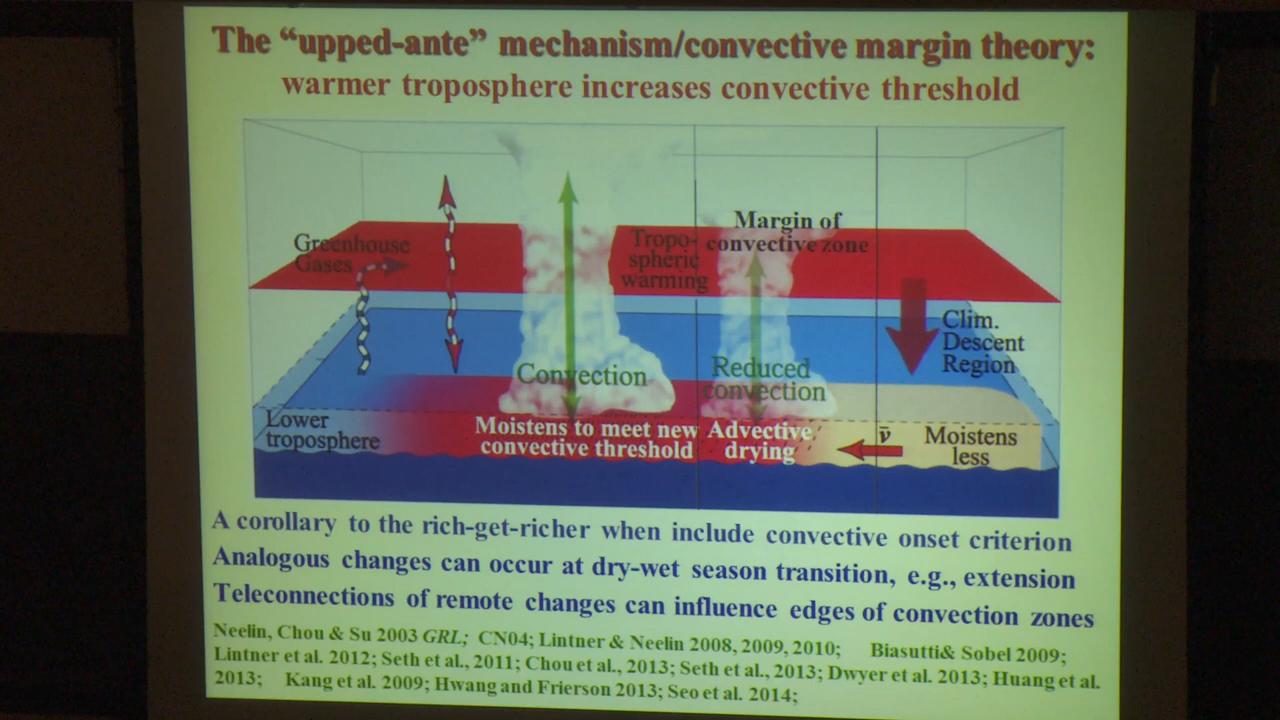 The “upped-ante” mechanism/convective margin theory:
warmer troposphere increases convective threshold
Margin of
convective zone
Greenhouse
Gases
Tropo-
spheric
warming
Clim.
Descent
Region
Convection
Reduced
convection
Lower
troposphere
Moistens to meet new
convective threshold
Advective
drying
v̄
Moistens
less
A corollary to the rich-get-richer when include convective onset criterion
Analogous changes can occur at dry-wet season transition, e.g., extension
Teleconnections of remote changes can influence edges of convection zones
Neelin, Chou & Su 2003 GRL; CN04; Lintner & Neelin 2008, 2009, 2010; Biasutti& Sobel 2009;
Lintner et al. 2012; Seth et al., 2011; Chou et al., 2013; Seth et al., 2013; Dwyer et al. 2013; Huang et al.
2013; Kang et al. 2009; Hwang and Frierson 2013; Seo et al. 2014;